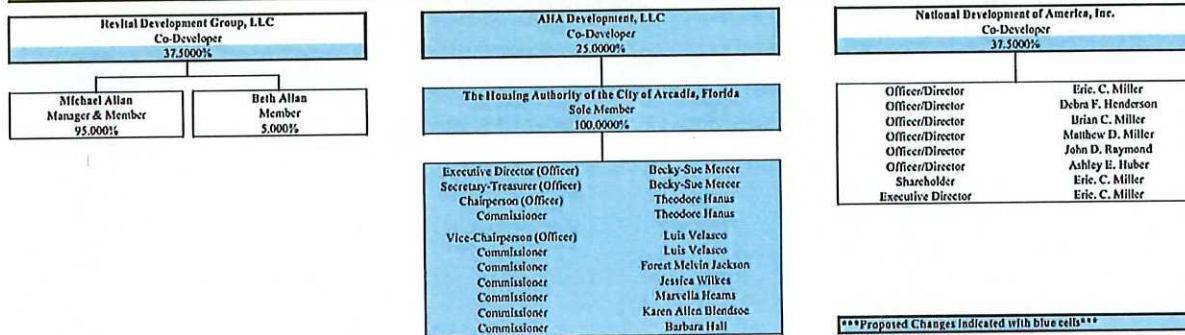 Revital Development Group, LLC
Co-Developer
37.5000%
Michael Allan
Manager & Member
95.000%
Beth Allan
Member
5.000%
AHA Development, LLC
Co-Developer
25.0000%
The Housing Authority of the City of Arcadia, Florida
Sole Member
100.0000%
Executive Director (Officer) Becky-Sue Mercer
Secretary-Treasurer (Officer) Becky-Sue Mercer
Chairperson (Officer) Theodore Hanus
Commissioner Theodore Hanus
Vice-Chairperson (Officer) Luis Velasco
Commissioner Luis Velasco
Commissioner Forest Melvin Jackson
Commissioner Jessica Wilkes
Commissioner Marvella Hearns
Commissioner Karen Allen Blendsoe
Commissioner Barbara Hall
National Development of America, Inc.
Co-Developer
37.5000%
Officer/Director Eric. C. Miller
Officer/Director Debra F. Henderson
Officer/Director Brian C. Miller
Officer/Director Matthew D. Miller
Officer/Director John D. Raymond
Officer/Director Ashley E. Huber
Shareholder Eric. C. Miller
Executive Director Eric. C. Miller
***Proposed Changes indicated with blue cells***